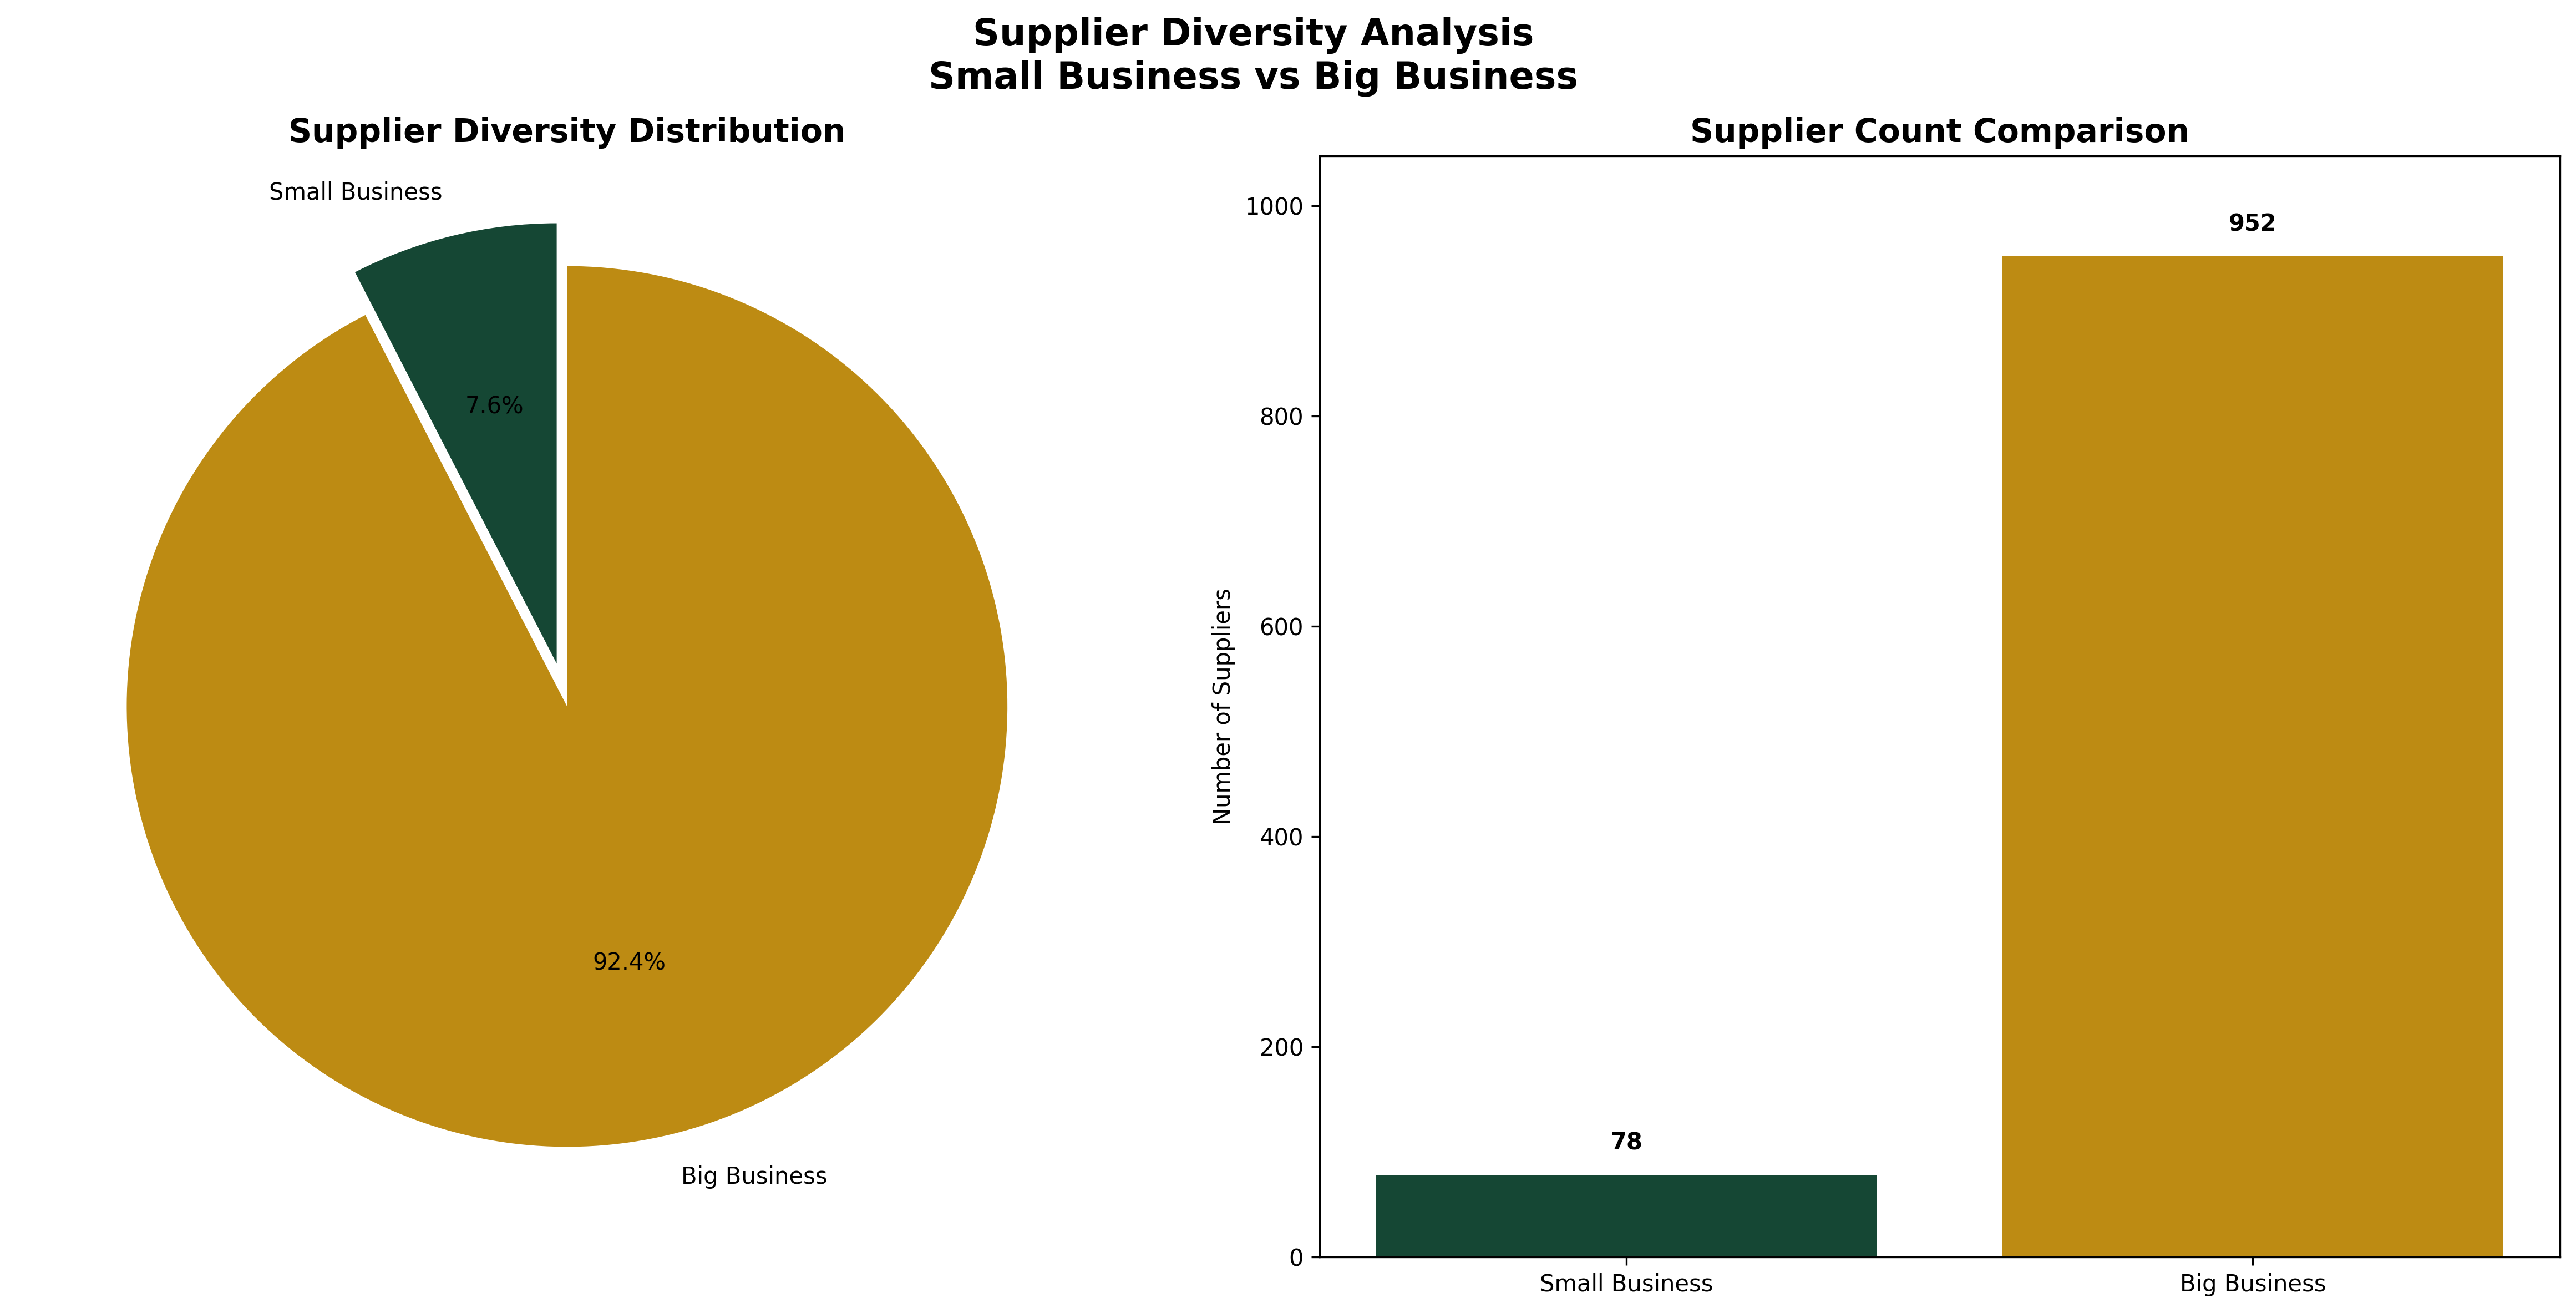 Supplier Diversity Analysis
Small Business vs Big Business
Supplier Diversity Distribution
Small Business
7.6%
92.4%
Big Business
Supplier Count Comparison
Number of Suppliers
1000
800
600
400
200
0
952
78
Small Business
Big Business